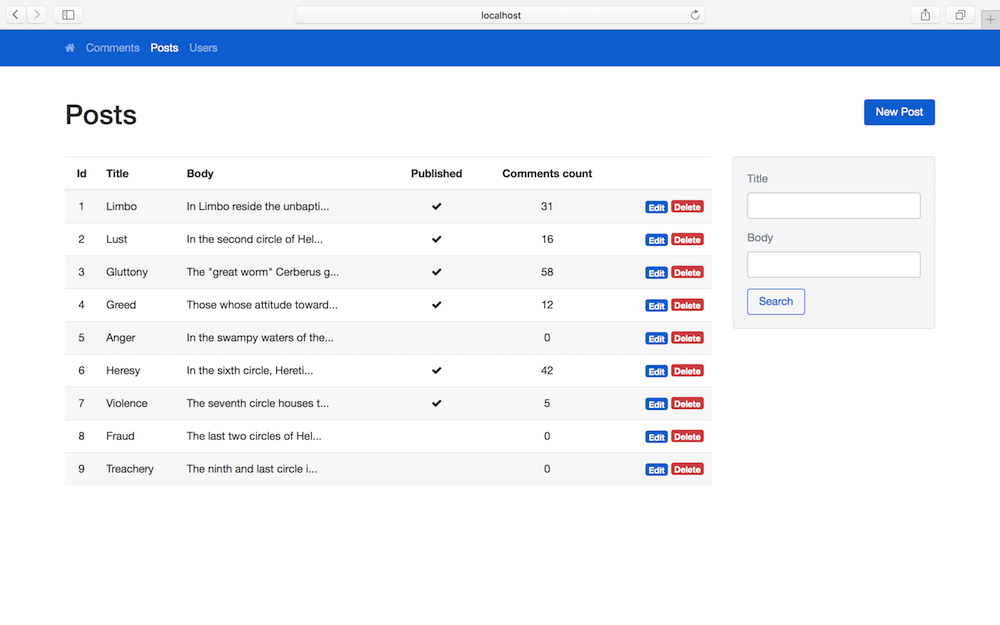 localhost
Comments Posts Users
Posts
New Post
Id Title Body Published Comments count
1 Limbo In Limbo reside the unbapti... ✔ 31 Edit Delete
2 Lust In the second circle of Hel... ✔ 16 Edit Delete
3 Gluttony The "great worm" Cerberus g... ✔ 58 Edit Delete
4 Greed Those whose attitude toward... ✔ 12 Edit Delete
5 Anger In the swampy waters of the... 0 Edit Delete
6 Heresy In the sixth circle, Hereti... ✔ 42 Edit Delete
7 Violence The seventh circle houses t... ✔ 5 Edit Delete
8 Fraud The last two circles of Hel... 0 Edit Delete
9 Treachery The ninth and last circle i... 0 Edit Delete
Title
Body
Search